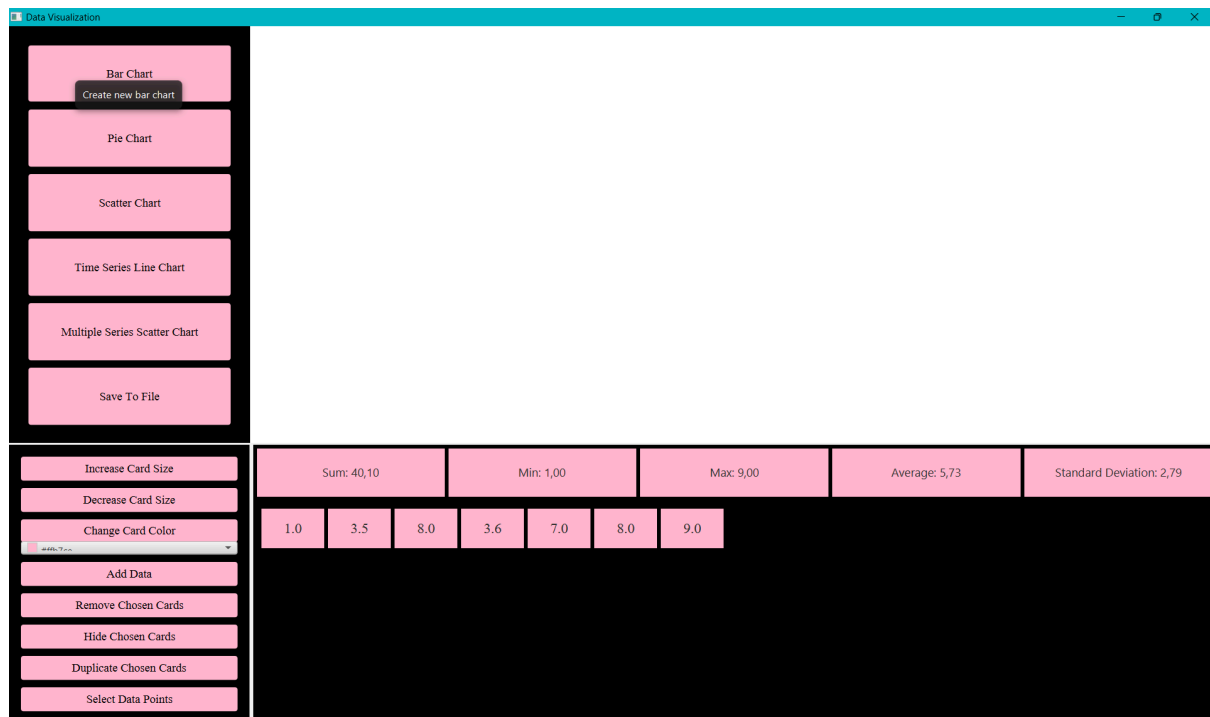 Data Visualization
Bar Chart
Create new bar chart
Pie Chart
Scatter Chart
Time Series Line Chart
Multiple Series Scatter Chart
Save To File
Increase Card Size
Decrease Card Size
Change Card Color
Add Data
Remove Chosen Cards
Hide Chosen Cards
Duplicate Chosen Cards
Select Data Points
Sum: 40,10 Min: 1,00 Max: 9,00 Average: 5,73 Standard Deviation: 2,79
1.0 3.5 8.0 3.6 7.0 8.0 9.0